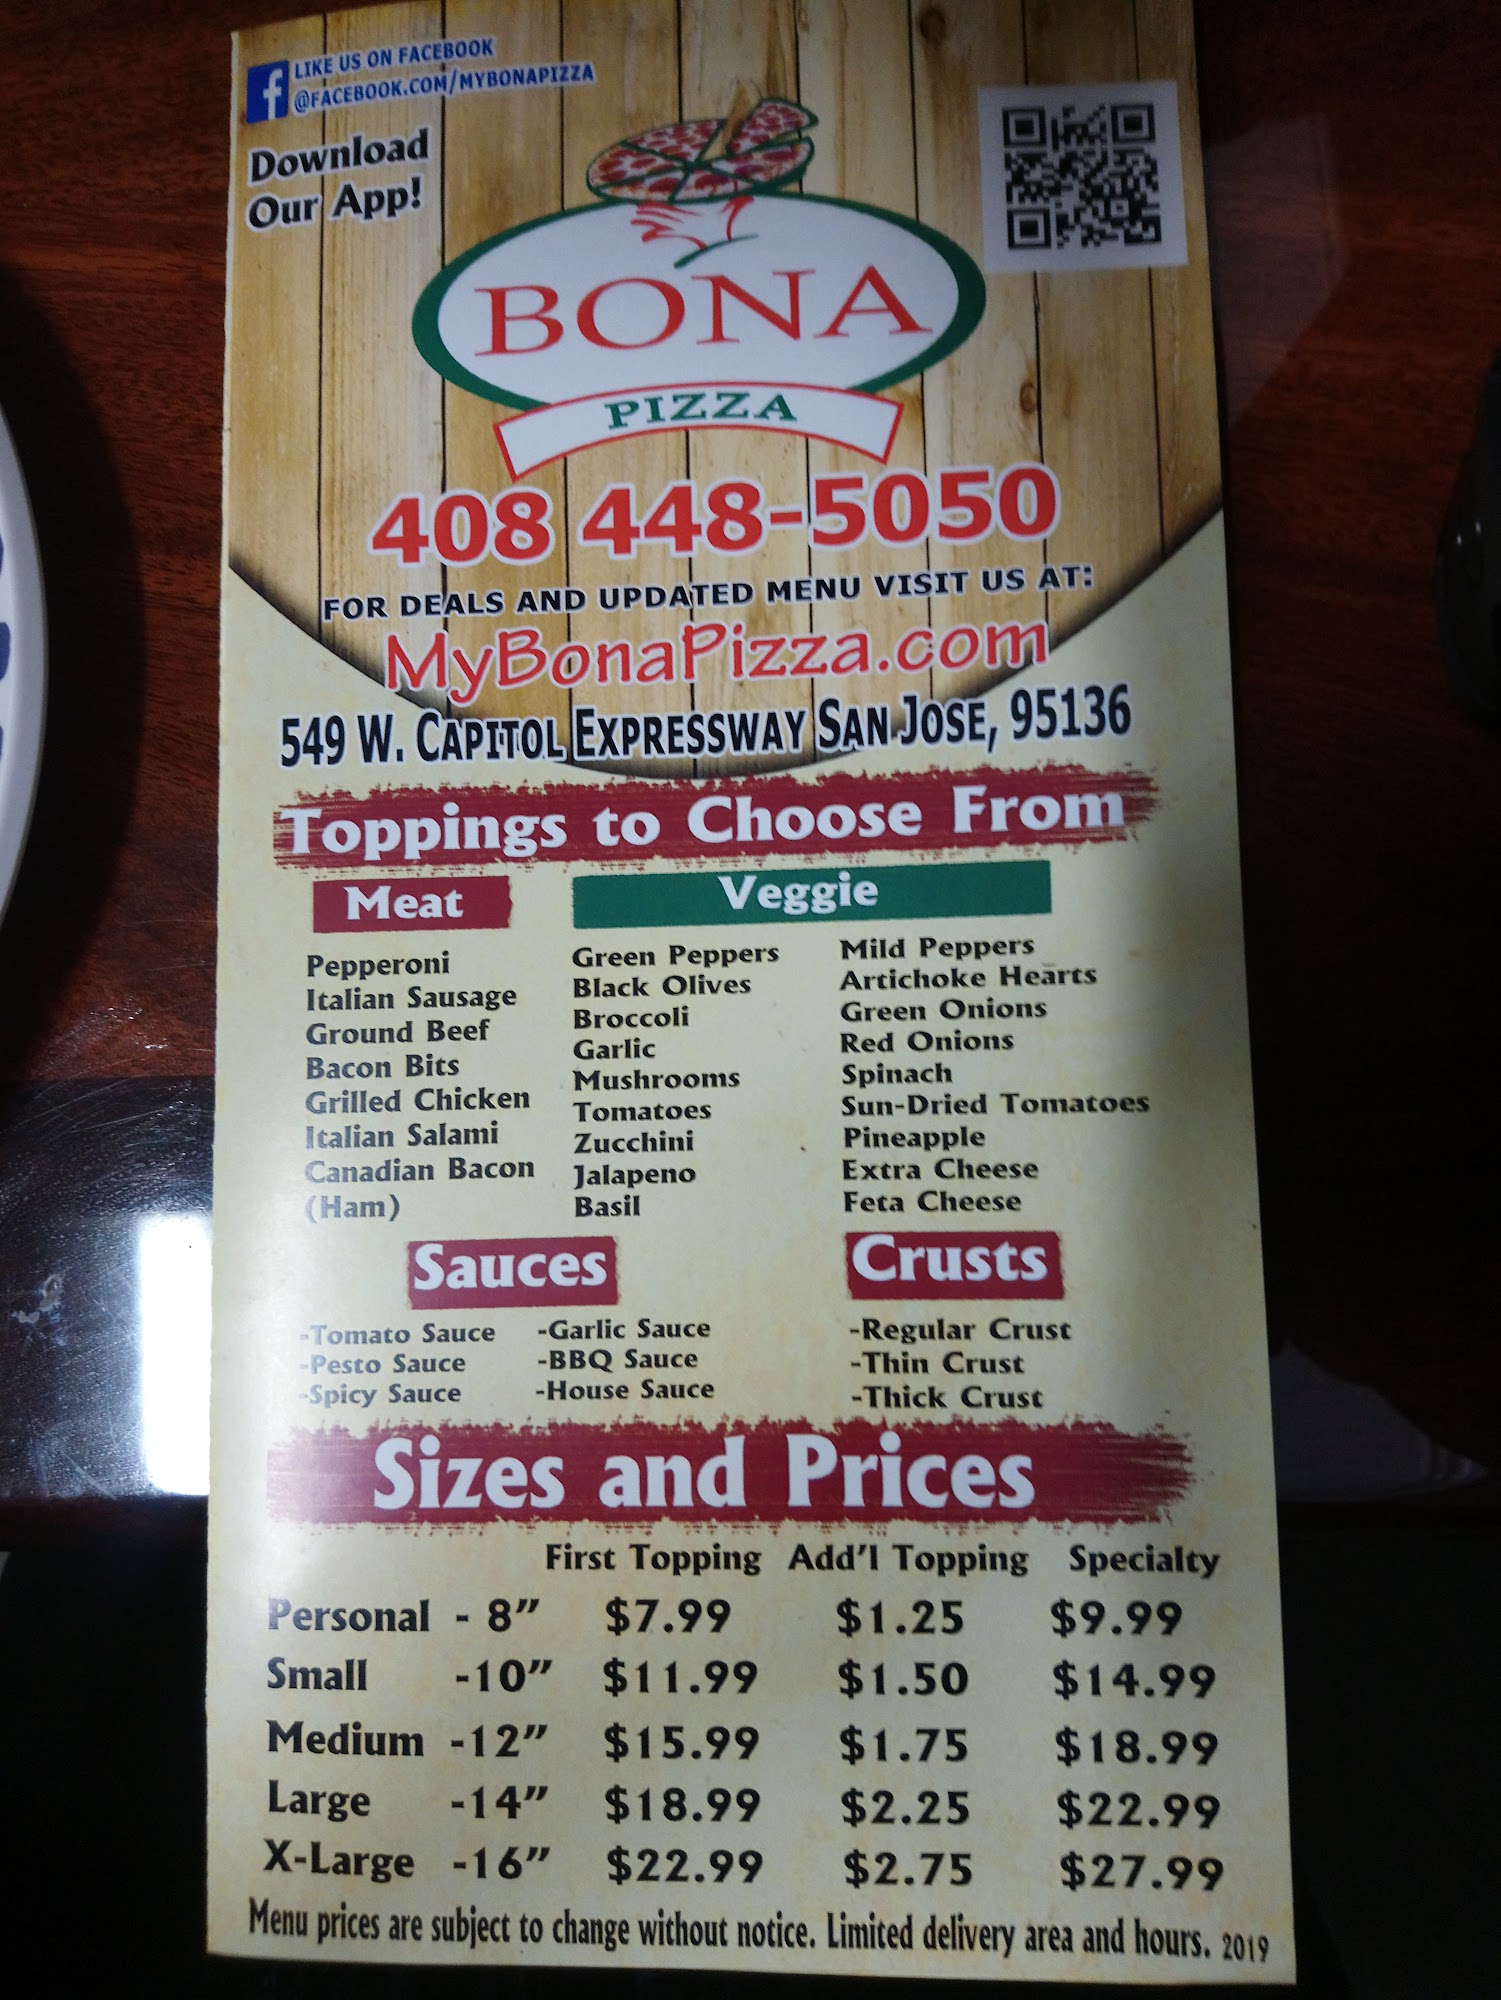 LIKE US ON FACEBOOK
@FACEBOOK.COM/MYBONAPIZZA
Download
Our App!
BONA
PIZZA
408 448-5050
FOR DEALS AND UPDATED MENU VISIT US AT:
MyBonaPizza.com
549 W. CAPITOL EXPRESSWAY SAN JOSE, 95136
Toppings to Choose From
Meat
Pepperoni
Italian Sausage
Ground Beef
Bacon Bits
Grilled Chicken
Italian Salami
Canadian Bacon
(Ham)
Veggie
Green Peppers
Black Olives
Broccoli
Garlic
Mushrooms
Tomatoes
Zucchini
Jalapeno
Basil
Mild Peppers
Artichoke Hearts
Green Onions
Red Onions
Spinach
Sun-Dried Tomatoes
Pineapple
Extra Cheese
Feta Cheese
Sauces
-Tomato Sauce
-Pesto Sauce
-Spicy Sauce
-Garlic Sauce
-BBQ Sauce
-House Sauce
Crusts
-Regular Crust
-Thin Crust
-Thick Crust
Sizes and Prices
First Topping Add'l Topping Specialty
Personal - 8" $7.99 $1.25 $9.99
Small -10" $11.99 $1.50 $14.99
Medium -12" $15.99 $1.75 $18.99
Large -14" $18.99 $2.25 $22.99
X-Large -16" $22.99 $2.75 $27.99
Menu prices are subject to change without notice. Limited delivery area and hours. 2019